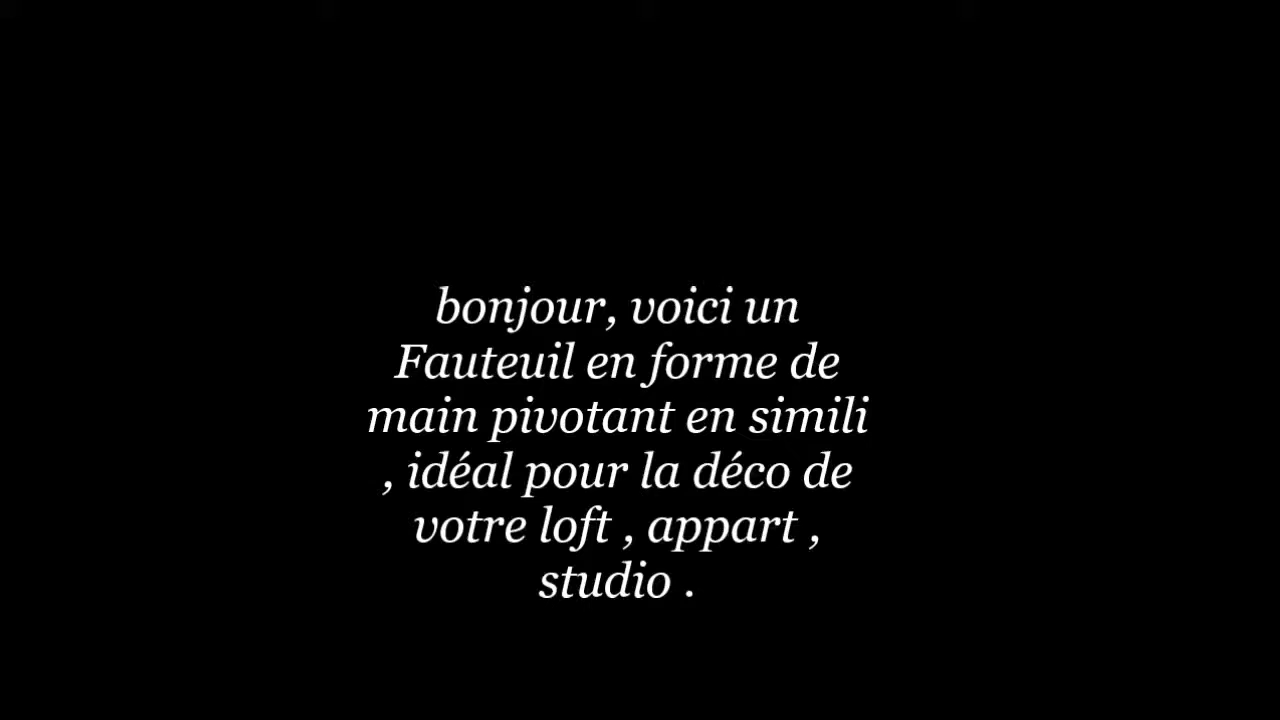 bonjour, voici un
Fauteuil en forme de
main pivotant en simili
, idéal pour la déco de
votre loft , appart ,
studio .